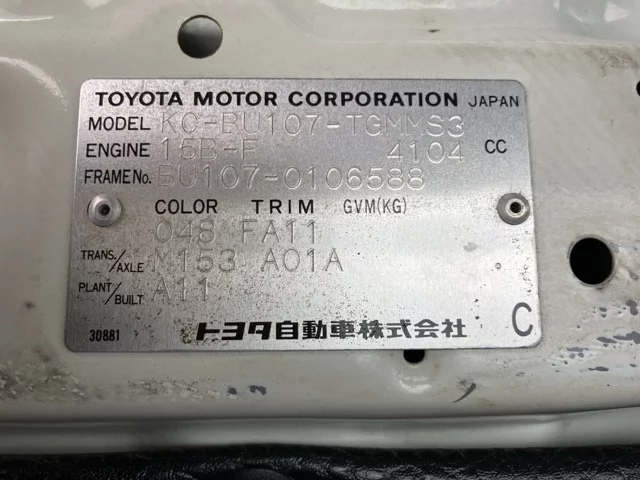 TOYOTA MOTOR CORPORATION JAPAN
MODEL KC-BU107-TGMMS3
ENGINE 15B-F 4104 CC
FRAME No. BU107-0106588
COLOR TRIM GVM(KG)
048 FA11
TRANS./AXLE M153 A01A
PLANT/BUILT A11
30881 トヨタ自動車株式会社 C